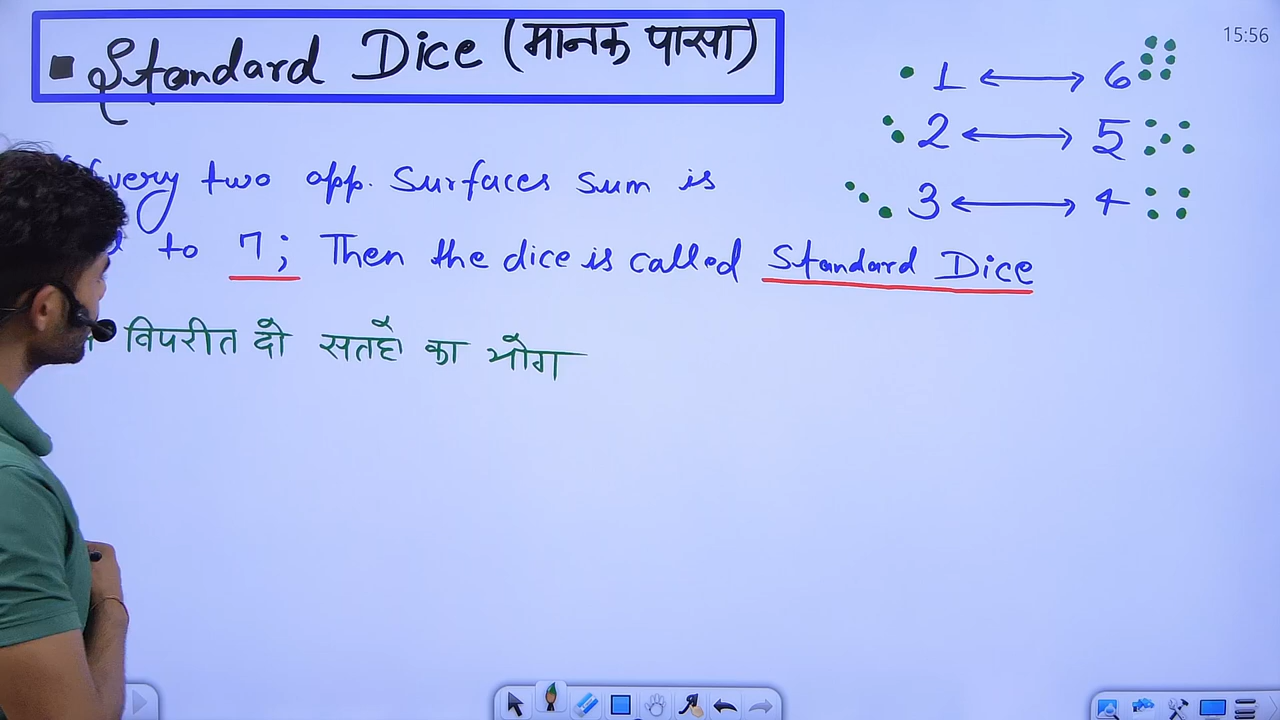 ▪ Standard Dice (मानक पासा)
15:56
1 ⟷ 6
2 ⟷ 5
3 ⟷ 4
Every two opp. Surfaces sum is
to 7; Then the dice is called Standard Dice
विपरीत दो सतहों का योग